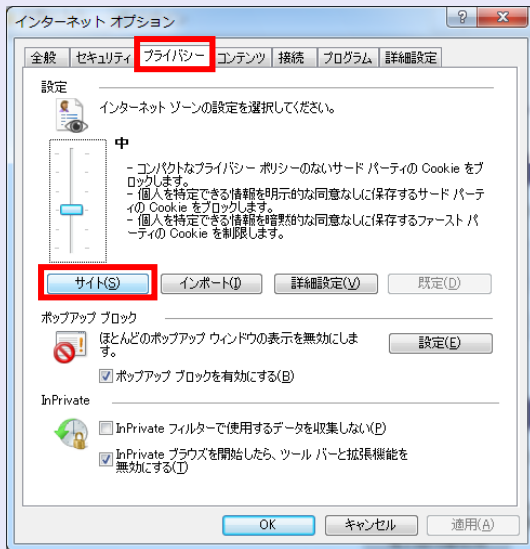 インターネット オプション
全般 セキュリティ プライバシー コンテンツ 接続 プログラム 詳細設定
設定
インターネット ゾーンの設定を選択してください。
中
- コンパクトなプライバシー ポリシーのないサード パーティの Cookie をブ
ロックします。
- 個人を特定できる情報を明示的な同意なしに保存するサード パーテ
ィの Cookie をブロックします。
- 個人を特定できる情報を暗黙的な同意なしに保存するファースト パ
ーティの Cookie を制限します。
サイト(S) インポート(I) 詳細設定(V) 既定(D)
ポップアップ ブロック
ほとんどのポップアップ ウィンドウの表示を無効にしま
す。
設定(E)
ポップアップ ブロックを有効にする(B)
InPrivate
InPrivate フィルターで使用するデータを収集しない(P)
InPrivate ブラウズを開始したら、ツール バーと拡張機能を
無効にする(T)
OK キャンセル 適用(A)